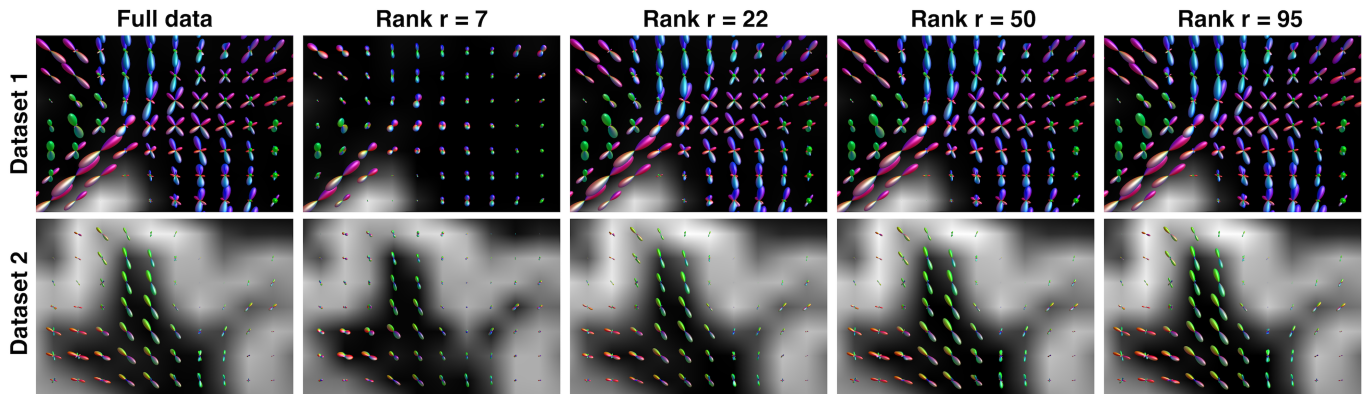 Full data
Rank r = 7
Rank r = 22
Rank r = 50
Rank r = 95
Dataset 1
Dataset 2